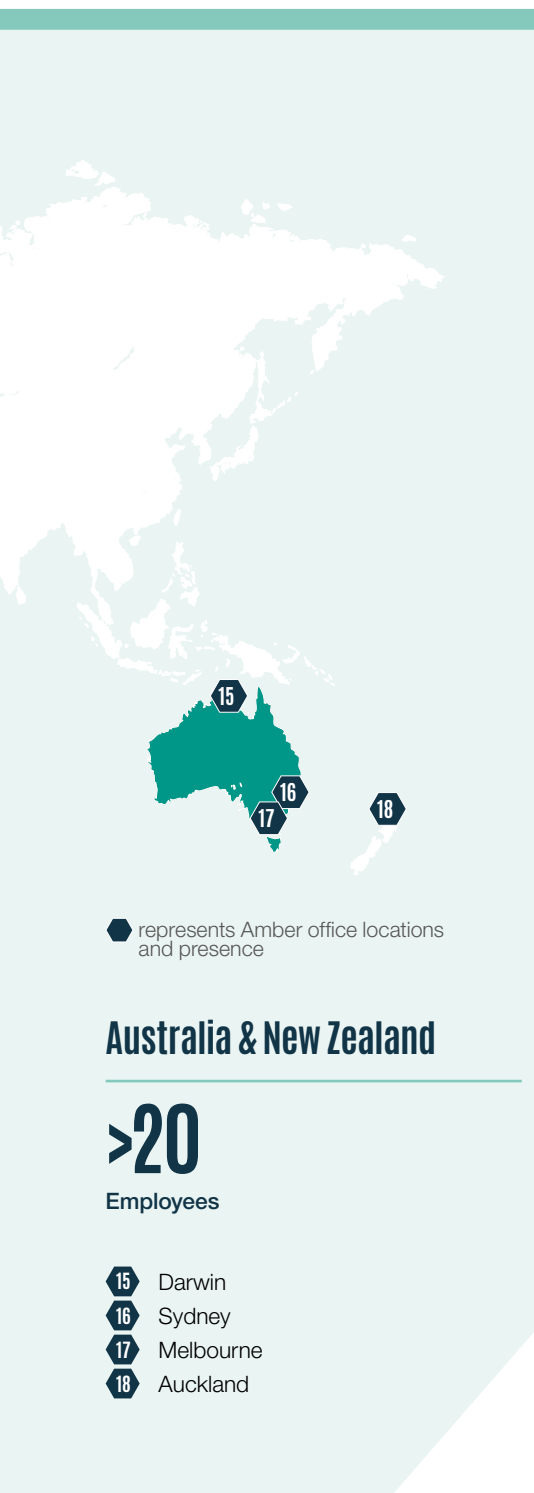 15
16
17
18
represents Amber office locations
and presence
Australia & New Zealand
>20
Employees
15 Darwin
16 Sydney
17 Melbourne
18 Auckland